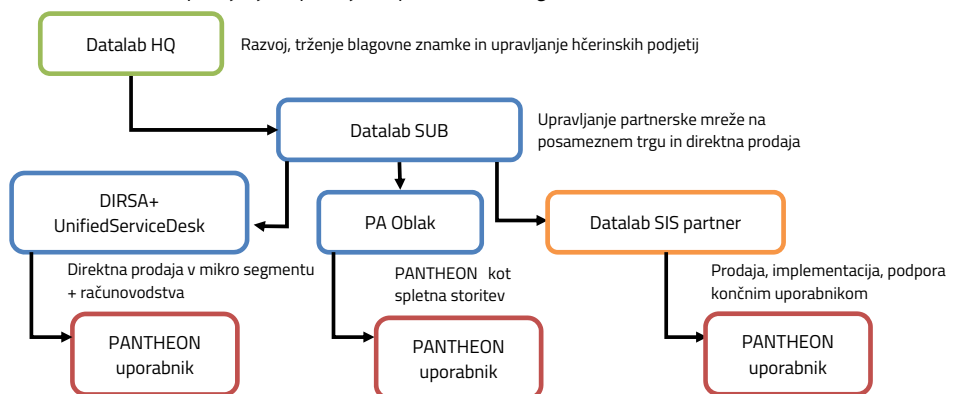 Datalab HQ
Razvoj, trženje blagovne znamke in upravljanje hčerinskih podjetij
Datalab SUB
Upravljanje partnerske mreže na
posameznem trgu in direktna prodaja
DIRSA+
UnifiedServiceDesk
PA Oblak
Datalab SIS partner
Direktna prodaja v mikro segmentu
+ računovodstva
PANTHEON kot
spletna storitev
Prodaja, implementacija, podpora
končnim uporabnikom
PANTHEON
uporabnik
PANTHEON
uporabnik
PANTHEON
uporabnik